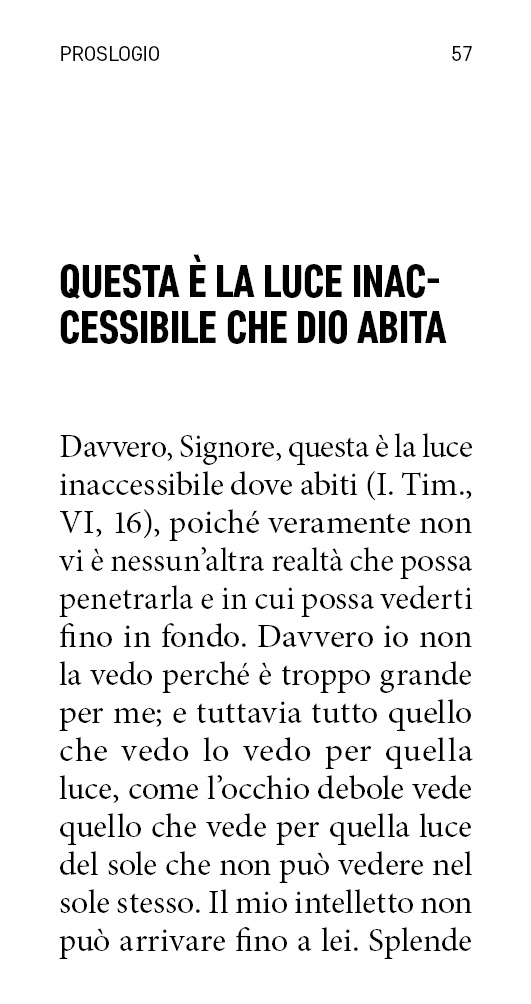 PROSLOGIO 57
QUESTA È LA LUCE INAC-
CESSIBILE CHE DIO ABITA
Davvero, Signore, questa è la luce
inaccessibile dove abiti (I. Tim.,
VI, 16), poiché veramente non
vi è nessun’altra realtà che possa
penetrarla e in cui possa vederti
fino in fondo. Davvero io non
la vedo perché è troppo grande
per me; e tuttavia tutto quello
che vedo lo vedo per quella
luce, come l’occhio debole vede
quello che vede per quella luce
del sole che non può vedere nel
sole stesso. Il mio intelletto non
può arrivare fino a lei. Splende